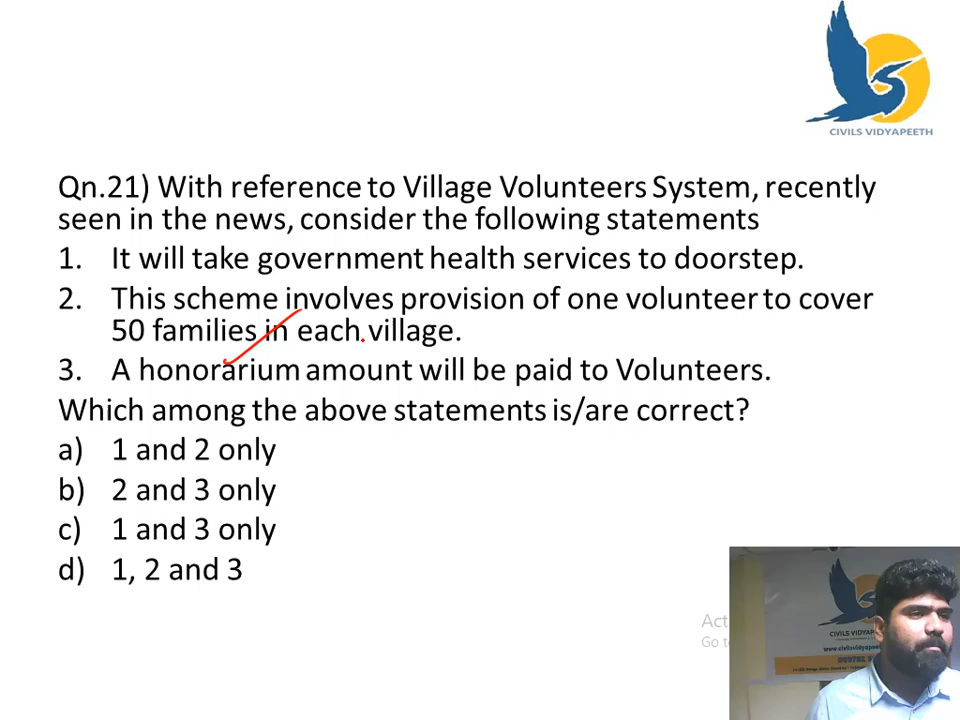 CIVILS VIDYAPEETH
Qn.21) With reference to Village Volunteers System, recently
seen in the news, consider the following statements
1. It will take government health services to doorstep.
2. This scheme involves provision of one volunteer to cover
50 families in each village.
3. A honorarium amount will be paid to Volunteers.
Which among the above statements is/are correct?
a) 1 and 2 only
b) 2 and 3 only
c) 1 and 3 only
d) 1, 2 and 3
Act
Go to
CIVILS VIDYAP